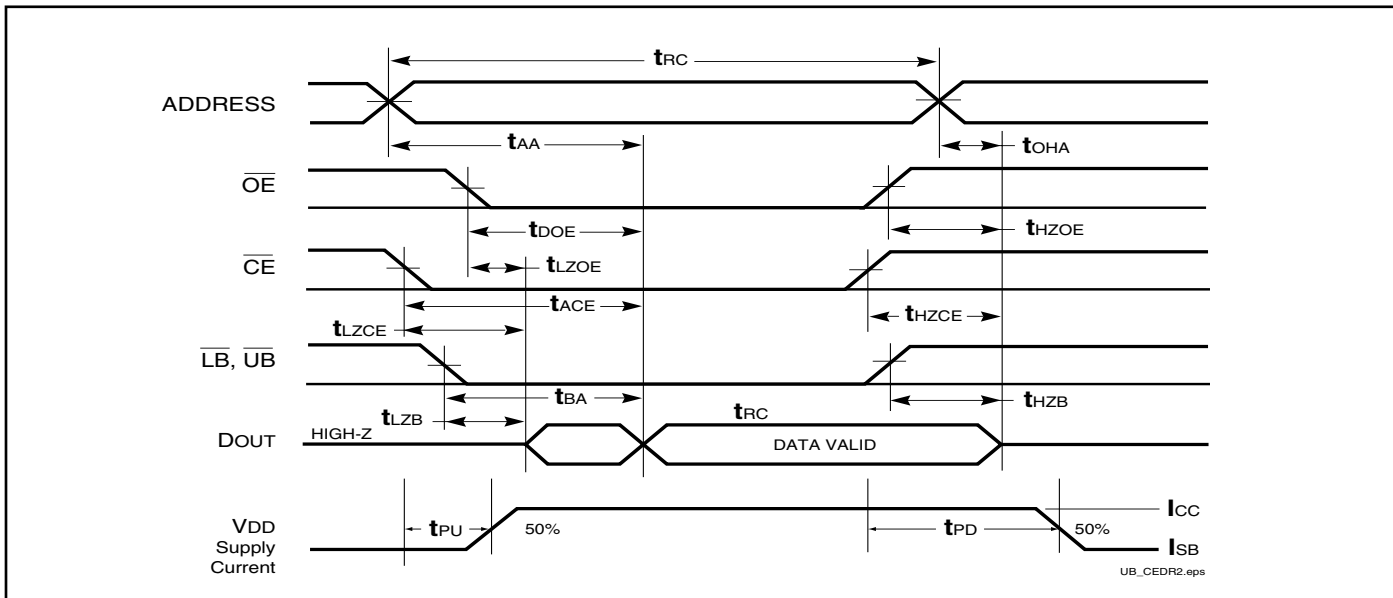 tRC
ADDRESS
tAA
tOHA
OE
tDOE
tHZOE
tLZOE
CE
tACE
tHZCE
tLZCE
LB, UB
tBA
tHZB
tLZB
tRC
DOUT
HIGH-Z
DATA VALID
ICC
VDD
Supply
Current
tPU
50%
tPD
50%
ISB
UB_CEDR2.eps